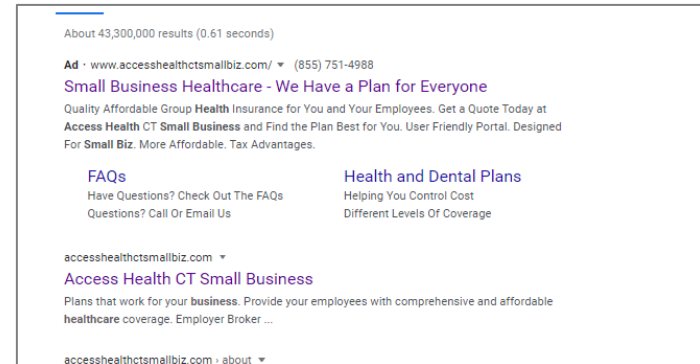 About 43,300,000 results (0.61 seconds)
Ad · www.accesshealthctsmallbiz.com/ ▼ (855) 751-4988
Small Business Healthcare - We Have a Plan for Everyone
Quality Affordable Group Health Insurance for You and Your Employees. Get a Quote Today at
Access Health CT Small Business and Find the Plan Best for You. User Friendly Portal. Designed
For Small Biz. More Affordable. Tax Advantages.
FAQs
Have Questions? Check Out The FAQs
Questions? Call Or Email Us
Health and Dental Plans
Helping You Control Cost
Different Levels Of Coverage
accesshealthctsmallbiz.com ▼
Access Health CT Small Business
Plans that work for your business. Provide your employees with comprehensive and affordable
healthcare coverage. Employer Broker ...
accesshealthctsmallbiz.com › about ▼